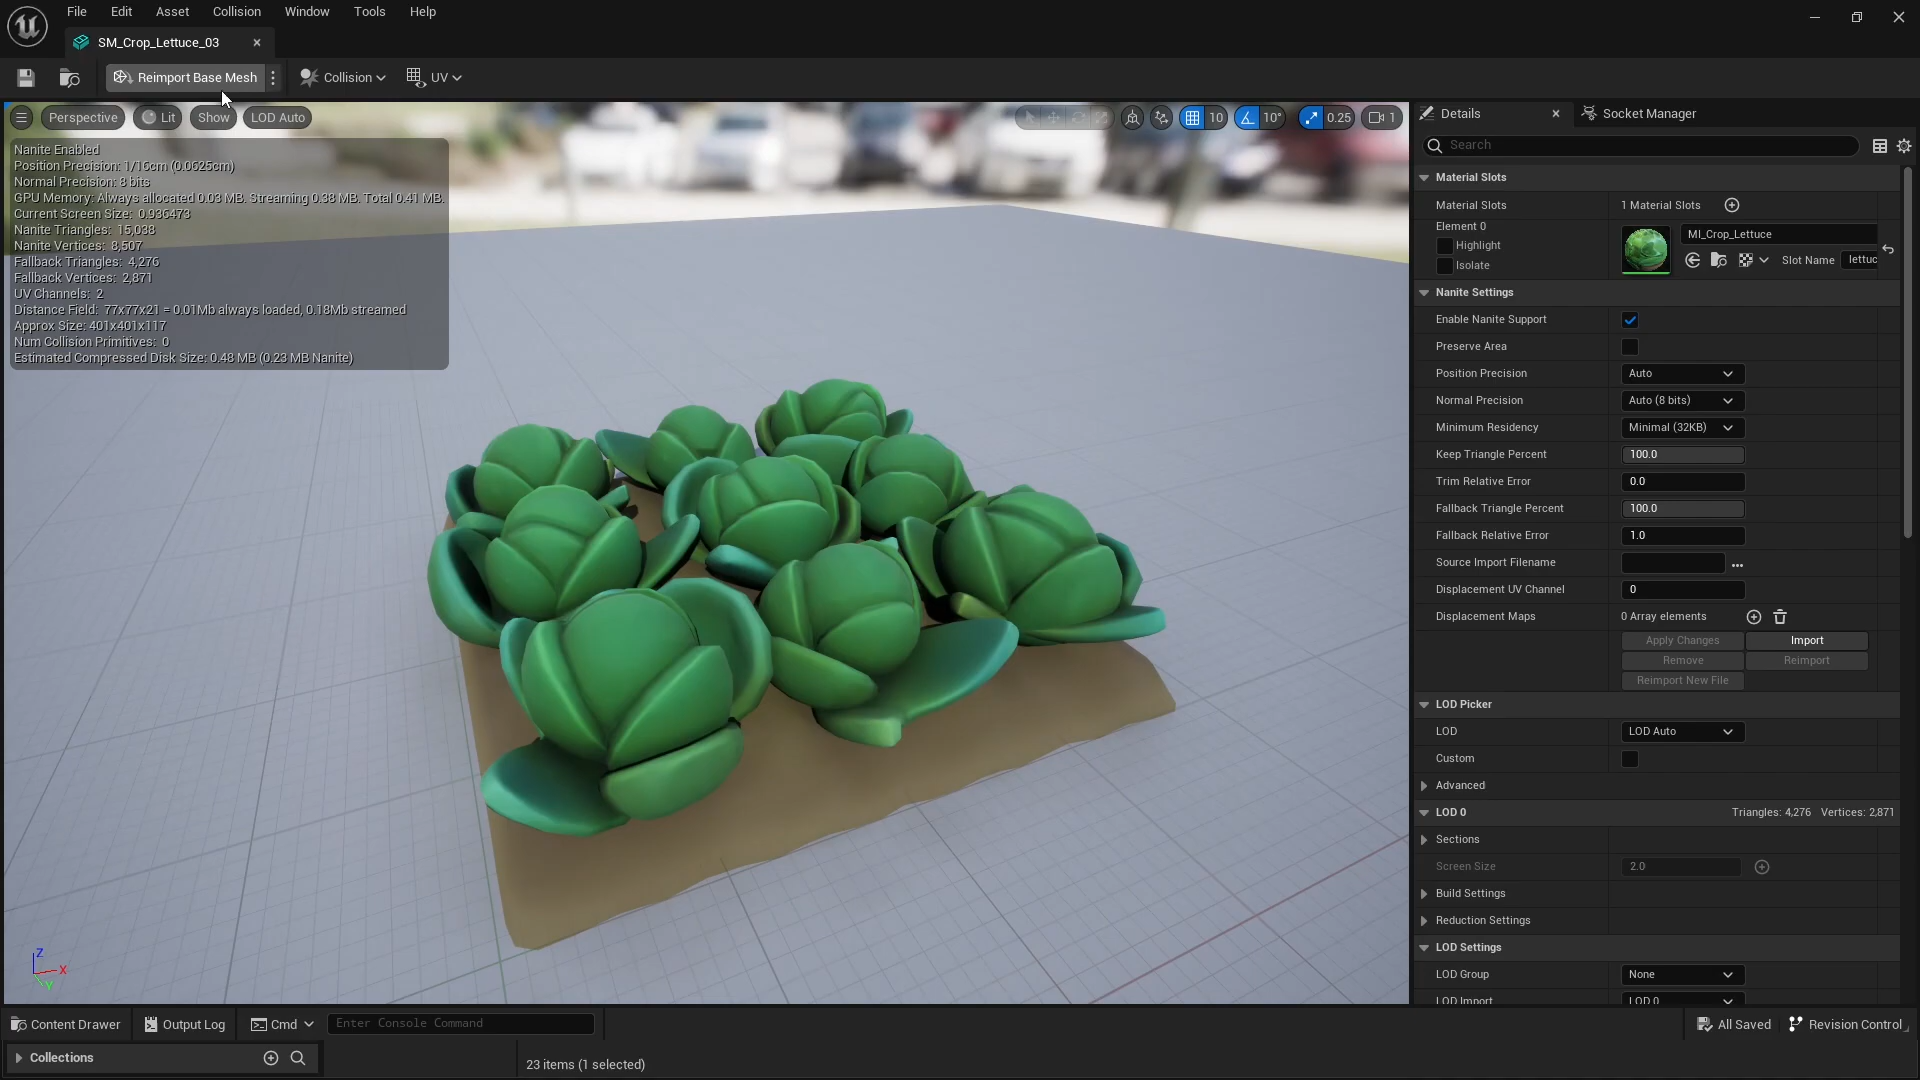 File Edit Asset Collision Window Tools Help
SM_Crop_Lettuce_03
Reimport Base Mesh Collision UV
Perspective Lit Show LOD Auto 10 10° 0.25 1
Nanite Enabled
Position Precision: 1/16cm (0.0625cm)
Normal Precision: 8 bits
GPU Memory: Always allocated 0.03 MB. Streaming 0.38 MB. Total 0.41 MB.
Current Screen Size: 0.936473
Nanite Triangles: 15,038
Nanite Vertices: 8,507
Fallback Triangles: 4,276
Fallback Vertices: 2,871
UV Channels: 2
Distance Field: 77x77x21 = 0.01Mb always loaded, 0.18Mb streamed
Approx Size: 401x401x117
Num Collision Primitives: 0
Estimated Compressed Disk Size: 0.48 MB (0.23 MB Nanite)
Z
X
Y
Details Socket Manager
Search
Material Slots
Material Slots 1 Material Slots
Element 0
Highlight
Isolate
MI_Crop_Lettuce
Slot Name lettuc
Nanite Settings
Enable Nanite Support
Preserve Area
Position Precision Auto
Normal Precision Auto (8 bits)
Minimum Residency Minimal (32KB)
Keep Triangle Percent 100.0
Trim Relative Error 0.0
Fallback Triangle Percent 100.0
Fallback Relative Error 1.0
Source Import Filename
Displacement UV Channel 0
Displacement Maps 0 Array elements
Apply Changes Import
Remove Reimport
Reimport New File
LOD Picker
LOD LOD Auto
Custom
Advanced
LOD 0 Triangles: 4,276 Vertices: 2,871
Sections
Screen Size 2.0
Build Settings
Reduction Settings
LOD Settings
LOD Group None
LOD Import LOD 0
Content Drawer Output Log Cmd Enter Console Command All Saved Revision Control
Collections 23 items (1 selected)